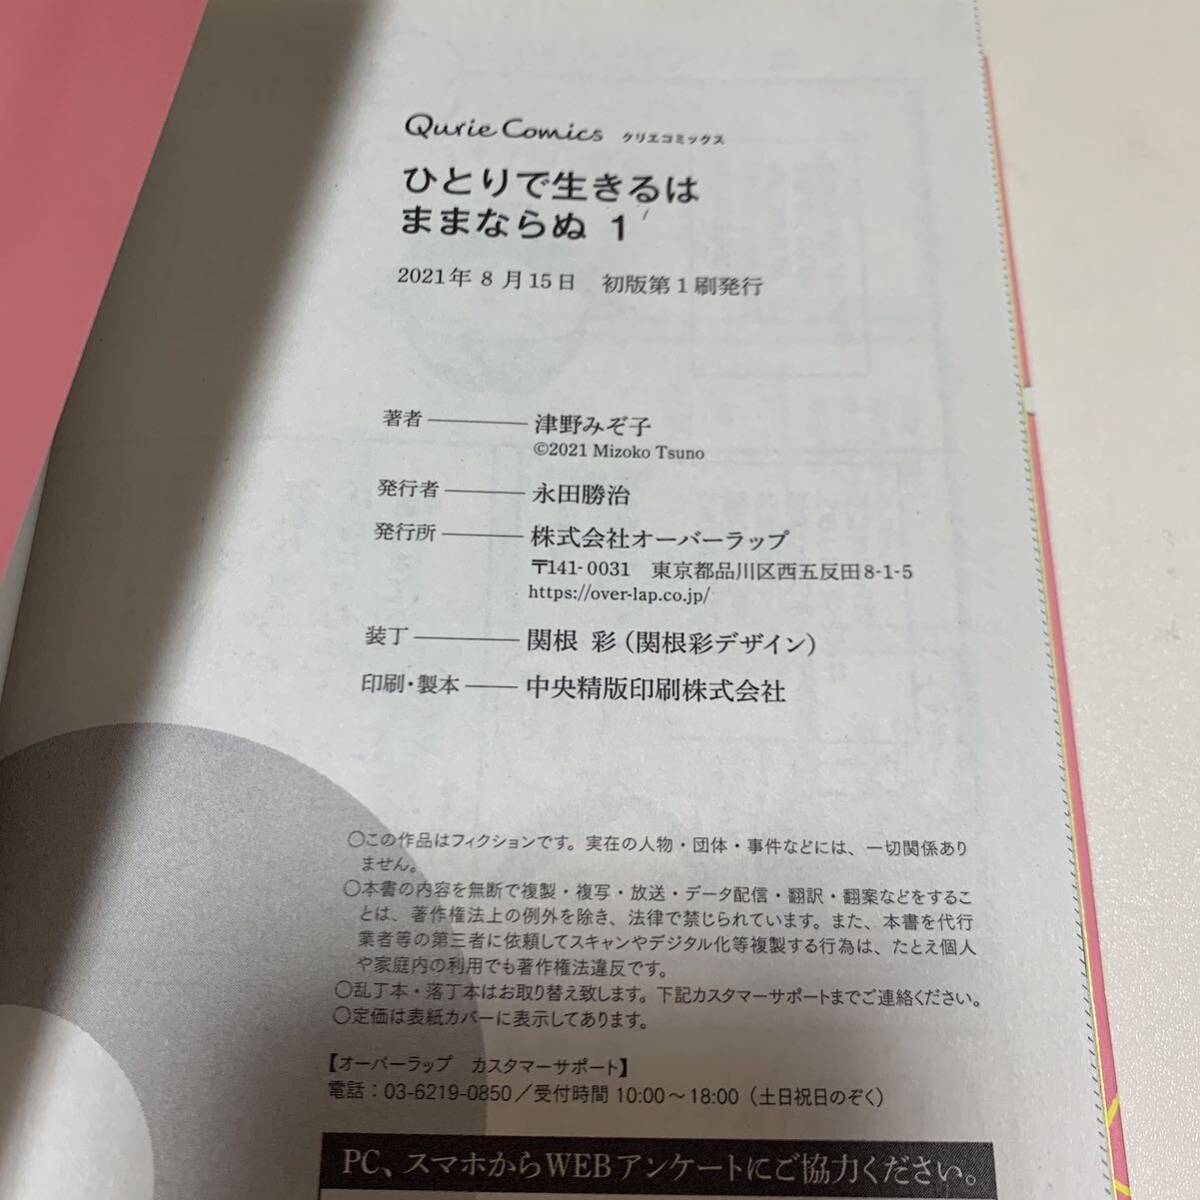 Qurie Comics クリエコミックス
ひとりで生きるは
ままならぬ 1
2021年 8 月15日 初版第 1 刷発行
著者 津野みぞ子
©2021 Mizoko Tsuno
発行者 永田勝治
発行所 株式会社オーバーラップ
〒141-0031 東京都品川区西五反田8-1-5
https://over-lap.co.jp/
装丁 関根 彩（関根彩デザイン）
印刷・製本 中央精版印刷株式会社
○この作品はフィクションです。実在の人物・団体・事件などには、一切関係あり
ません。
○本書の内容を無断で複製・複写・放送・データ配信・翻訳・翻案などをするこ
とは、著作権法上の例外を除き、法律で禁じられています。また、本書を代行
業者等の第三者に依頼してスキャンやデジタル化等複製する行為は、たとえ個人
や家庭内の利用でも著作権法違反です。
○乱丁本・落丁本はお取り替え致します。下記カスタマーサポートまでご連絡ください。
○定価は表紙カバーに表示してあります。
【オーバーラップ カスタマーサポート】
電話：03-6219-0850／受付時間 10:00～18:00（土日祝日のぞく）
PC、スマホからWEBアンケートにご協力ください。